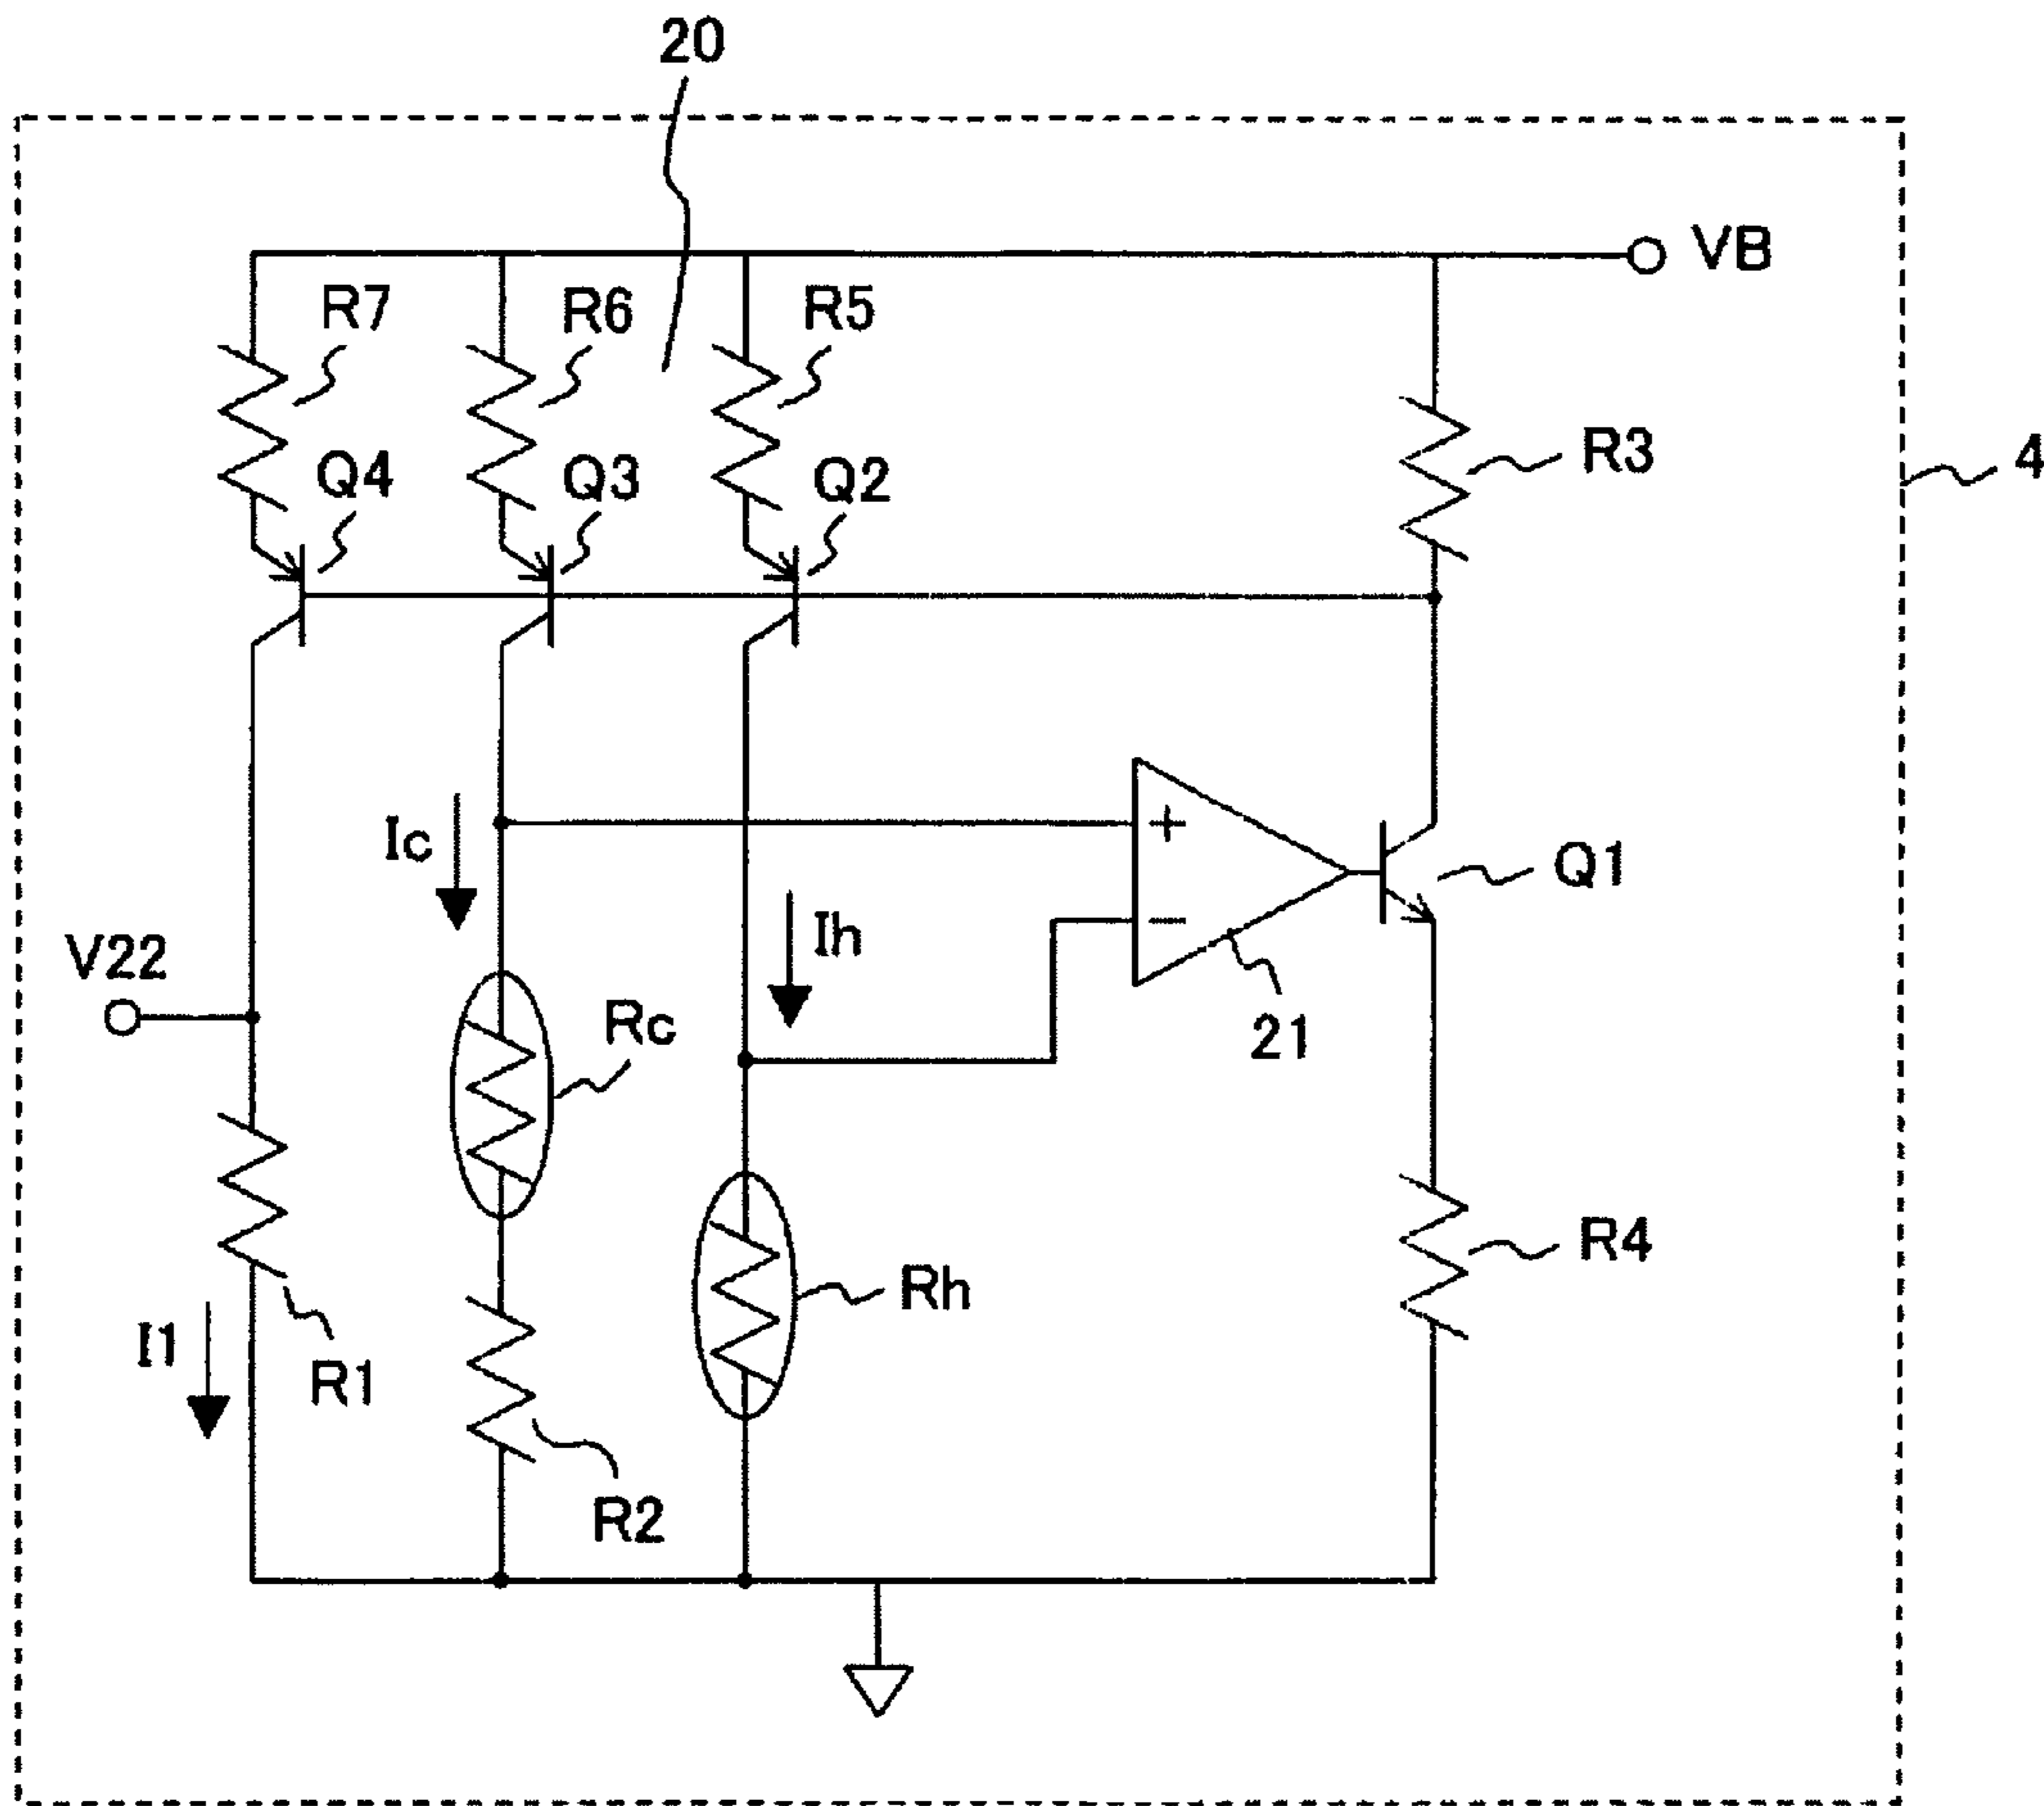 20
VB
R7
R6
R5
R3
4
Q4
Q3
Q2
Ic
+
Q1
Ih
−
V22
Rc
21
R4
Rh
I1
R1
R2